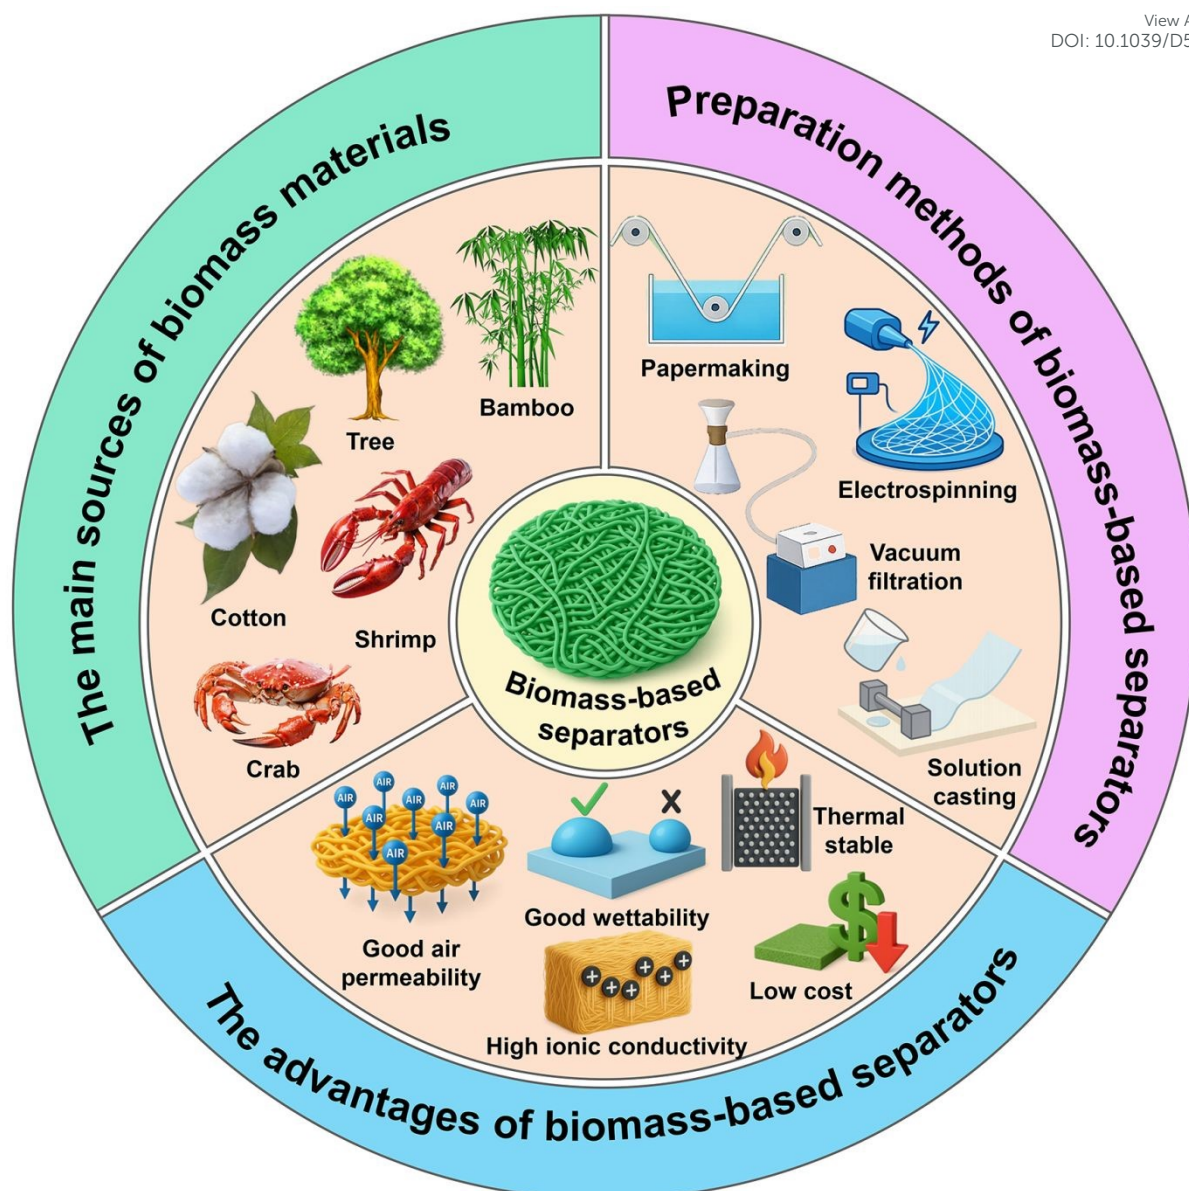 View A
DOI: 10.1039/D5
The main sources of biomass materials
Preparation methods of biomass-based separators
Bamboo
Tree
Cotton
Shrimp
Crab
Papermaking
Electrospinning
Vacuum
filtration
Solution
casting
Biomass-based
separators
AIR
AIR
AIR
AIR
AIR
AIR
AIR
AIR
Good air
permeability
Good wettability
Thermal
stable
High ionic conductivity
Low cost
The advantages of biomass-based separators